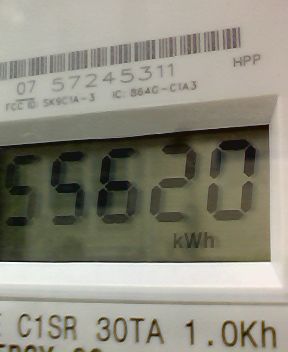 07 57245311
HPP
FCC ID: SK9C1A-3 IC: 864G-C1A3
55620
kWh
C1SR 30TA 1.0Kh